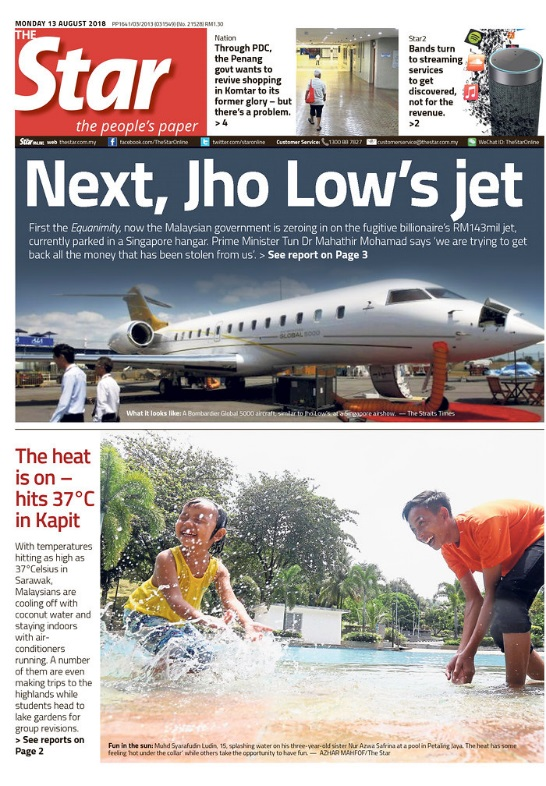 MONDAY 13 AUGUST 2018 PP1641/03/2013 (031549) (No. 21528) RM1.50
THE
Star
the people's paper
Nation
Through PDC,
the Penang
govt wants to
revive shopping
in Komtar to its
former glory – but
there's a problem.
> 4
Star2
Bands turn
to streaming
services
to get
discovered,
not for the
revenue.
>2
Star ONLINE web thestar.com.my facebook.com/TheStarOnline twitter.com/staronline Customer Service: 1300 88 7827 customerservice@thestar.com.my WeChat ID: TheStarOnline
Next, Jho Low's jet
First the Equanimity, now the Malaysian government is zeroing in on the fugitive billionaire's RM143mil jet,
currently parked in a Singapore hangar. Prime Minister Tun Dr Mahathir Mohamad says 'we are trying to get
back all the money that has been stolen from us'. > See report on Page 3
GLOBAL 5000
What it looks like: A Bombardier Global 5000 aircraft, similar to Jho Low's, at a Singapore airshow. — The Straits Times
The heat
is on –
hits 37°C
in Kapit
With temperatures
hitting as high as
37°Celsius in
Sarawak,
Malaysians are
cooling off with
coconut water and
staying indoors
with air-
conditioners
running. A number
of them are even
making trips to the
highlands while
students head to
lake gardens for
group revisions.
> See reports on
Page 2
Fun in the sun: Muhd Syarafudin Ludin, 15, splashing water on his three-year-old sister Nur Azwa Safrina at a pool in Petaling Jaya. The heat has some
feeling 'hot under the collar' while others take the opportunity to have fun. — AZHAR MAHFOF/The Star